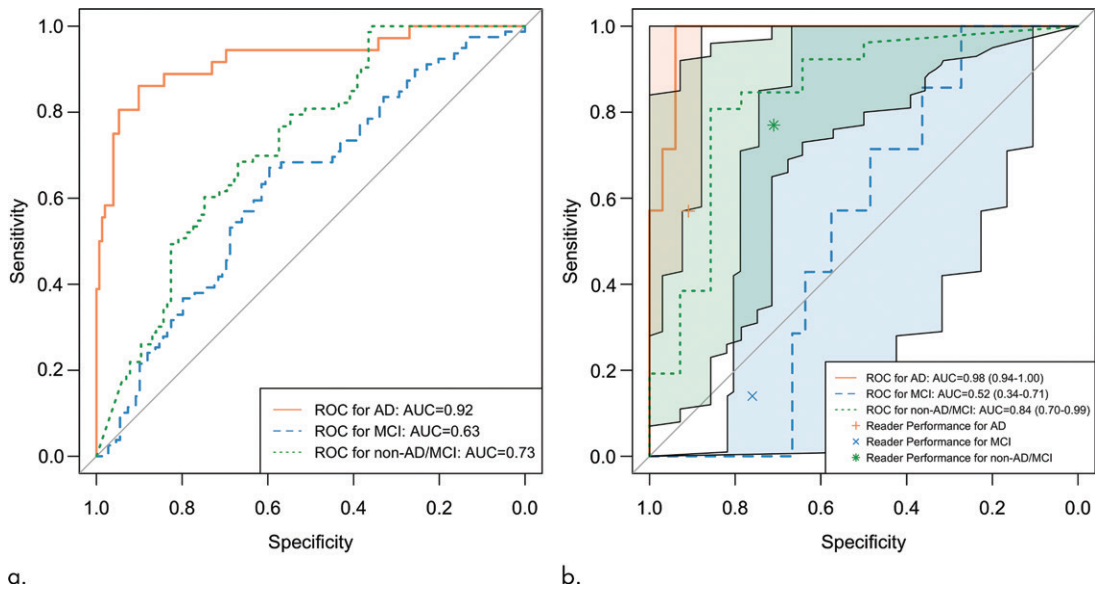 1.0
0.8
0.6
0.4
0.2
0.0
Sensitivity
ROC for AD: AUC=0.92
ROC for MCI: AUC=0.63
ROC for non-AD/MCI: AUC=0.73
1.0 0.8 0.6 0.4 0.2 0.0
Specificity
a.
1.0
0.8
0.6
0.4
0.2
0.0
Sensitivity
ROC for AD: AUC=0.98 (0.94-1.00)
ROC for MCI: AUC=0.52 (0.34-0.71)
ROC for non-AD/MCI: AUC=0.84 (0.70-0.99)
Reader Performance for AD
Reader Performance for MCI
Reader Performance for non-AD/MCI
1.0 0.8 0.6 0.4 0.2 0.0
Specificity
b.